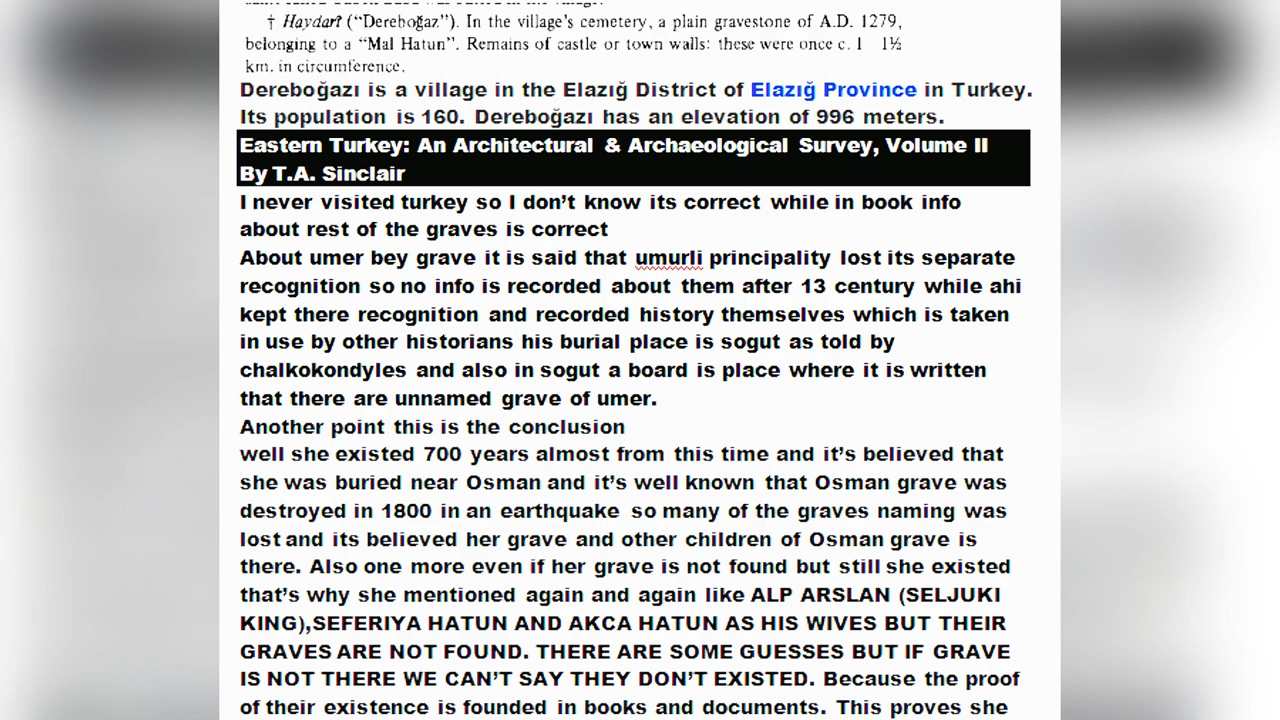 † Haydarî ("Dereboğaz"). In the village's cemetery, a plain gravestone of A.D. 1279,
belonging to a "Mal Hatun". Remains of castle or town walls: these were once c. 1 – 1½
km. in circumference.
Dereboğazı is a village in the Elazığ District of Elazığ Province in Turkey.
Its population is 160. Dereboğazı has an elevation of 996 meters.
Eastern Turkey: An Architectural & Archaeological Survey, Volume II
By T.A. Sinclair
I never visited turkey so I don't know its correct while in book info
about rest of the graves is correct
About umer bey grave it is said that umurli principality lost its separate
recognition so no info is recorded about them after 13 century while ahi
kept there recognition and recorded history themselves which is taken
in use by other historians his burial place is sogut as told by
chalkokondyles and also in sogut a board is place where it is written
that there are unnamed grave of umer.
Another point this is the conclusion
well she existed 700 years almost from this time and it's believed that
she was buried near Osman and it's well known that Osman grave was
destroyed in 1800 in an earthquake so many of the graves naming was
lost and its believed her grave and other children of Osman grave is
there. Also one more even if her grave is not found but still she existed
that's why she mentioned again and again like ALP ARSLAN (SELJUKI
KING),SEFERIYA HATUN AND AKCA HATUN AS HIS WIVES BUT THEIR
GRAVES ARE NOT FOUND. THERE ARE SOME GUESSES BUT IF GRAVE
IS NOT THERE WE CAN'T SAY THEY DON'T EXISTED. Because the proof
of their existence is founded in books and documents. This proves she